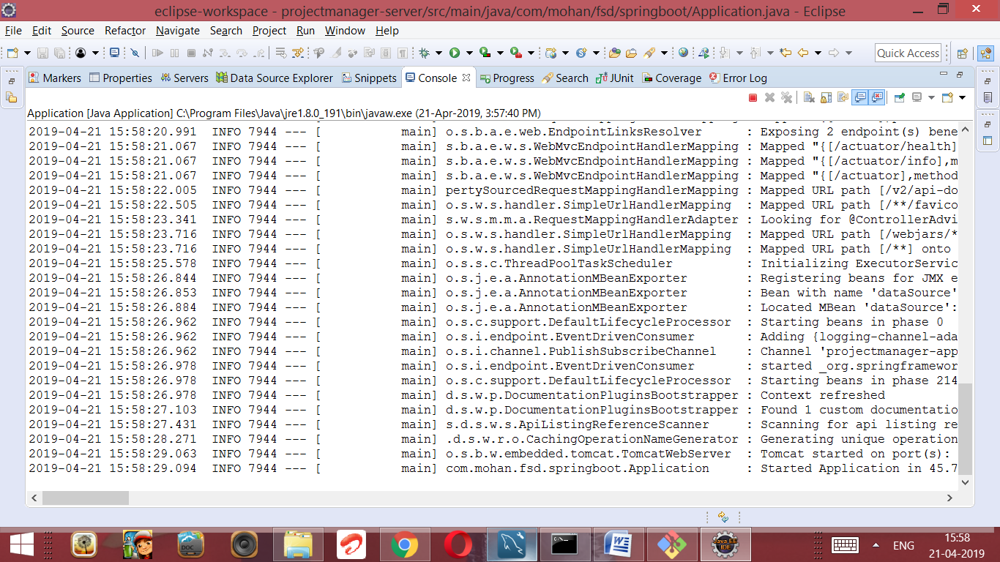 eclipse-workspace - projectmanager-server/src/main/java/com/mohan/fsd/springboot/Application.java - Eclipse
File Edit Source Refactor Navigate Search Project Run Window Help
Quick Access
Markers Properties Servers Data Source Explorer Snippets Console Progress Search JUnit Coverage Error Log
Application [Java Application] C:\Program Files\Java\jre1.8.0_191\bin\javaw.exe (21-Apr-2019, 3:57:40 PM)
2019-04-21 15:58:20.991  INFO 7944 --- [           main] o.s.b.a.e.web.EndpointLinksResolver      : Exposing 2 endpoint(s) bene
2019-04-21 15:58:21.067  INFO 7944 --- [           main] s.b.a.e.w.s.WebMvcEndpointHandlerMapping : Mapped "{[/actuator/health]
2019-04-21 15:58:21.067  INFO 7944 --- [           main] s.b.a.e.w.s.WebMvcEndpointHandlerMapping : Mapped "{[/actuator/info],m
2019-04-21 15:58:21.067  INFO 7944 --- [           main] s.b.a.e.w.s.WebMvcEndpointHandlerMapping : Mapped "{[/actuator],method
2019-04-21 15:58:22.005  INFO 7944 --- [           main] pertySourcedRequestMappingHandlerMapping : Mapped URL path [/v2/api-do
2019-04-21 15:58:22.505  INFO 7944 --- [           main] o.s.w.s.handler.SimpleUrlHandlerMapping  : Mapped URL path [/**/favico
2019-04-21 15:58:23.341  INFO 7944 --- [           main] s.w.s.m.m.a.RequestMappingHandlerAdapter : Looking for @ControllerAdvi
2019-04-21 15:58:23.716  INFO 7944 --- [           main] o.s.w.s.handler.SimpleUrlHandlerMapping  : Mapped URL path [/webjars/*
2019-04-21 15:58:23.716  INFO 7944 --- [           main] o.s.w.s.handler.SimpleUrlHandlerMapping  : Mapped URL path [/**] onto
2019-04-21 15:58:25.578  INFO 7944 --- [           main] o.s.s.c.ThreadPoolTaskScheduler          : Initializing ExecutorServic
2019-04-21 15:58:26.844  INFO 7944 --- [           main] o.s.j.e.a.AnnotationMBeanExporter        : Registering beans for JMX e
2019-04-21 15:58:26.853  INFO 7944 --- [           main] o.s.j.e.a.AnnotationMBeanExporter        : Bean with name 'dataSource'
2019-04-21 15:58:26.884  INFO 7944 --- [           main] o.s.j.e.a.AnnotationMBeanExporter        : Located MBean 'dataSource':
2019-04-21 15:58:26.962  INFO 7944 --- [           main] o.s.c.support.DefaultLifecycleProcessor  : Starting beans in phase 0
2019-04-21 15:58:26.962  INFO 7944 --- [           main] o.s.i.endpoint.EventDrivenConsumer       : Adding {logging-channel-ada
2019-04-21 15:58:26.962  INFO 7944 --- [           main] o.s.i.channel.PublishSubscribeChannel    : Channel 'projectmanager-app
2019-04-21 15:58:26.978  INFO 7944 --- [           main] o.s.i.endpoint.EventDrivenConsumer       : started _org.springframewor
2019-04-21 15:58:26.978  INFO 7944 --- [           main] o.s.c.support.DefaultLifecycleProcessor  : Starting beans in phase 214
2019-04-21 15:58:26.978  INFO 7944 --- [           main] d.s.w.p.DocumentationPluginsBootstrapper : Context refreshed
2019-04-21 15:58:27.103  INFO 7944 --- [           main] d.s.w.p.DocumentationPluginsBootstrapper : Found 1 custom documentatio
2019-04-21 15:58:27.431  INFO 7944 --- [           main] s.d.s.w.s.ApiListingReferenceScanner     : Scanning for api listing re
2019-04-21 15:58:28.271  INFO 7944 --- [           main] .d.s.w.r.o.CachingOperationNameGenerator : Generating unique operation
2019-04-21 15:58:29.063  INFO 7944 --- [           main] o.s.b.w.embedded.tomcat.TomcatWebServer  : Tomcat started on port(s):
2019-04-21 15:58:29.094  INFO 7944 --- [           main] com.mohan.fsd.springboot.Application     : Started Application in 45.7
DOC
C:\
Java EE
IDE
ENG
15:58
21-04-2019